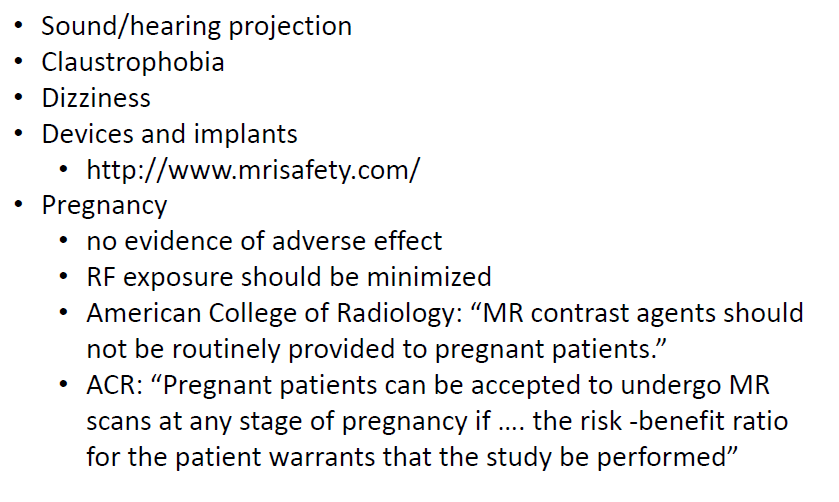 • Sound/hearing projection
• Claustrophobia
• Dizziness
• Devices and implants
• http://www.mrisafety.com/
• Pregnancy
• no evidence of adverse effect
• RF exposure should be minimized
• American College of Radiology: “MR contrast agents should
not be routinely provided to pregnant patients.”
• ACR: “Pregnant patients can be accepted to undergo MR
scans at any stage of pregnancy if …. the risk -benefit ratio
for the patient warrants that the study be performed”